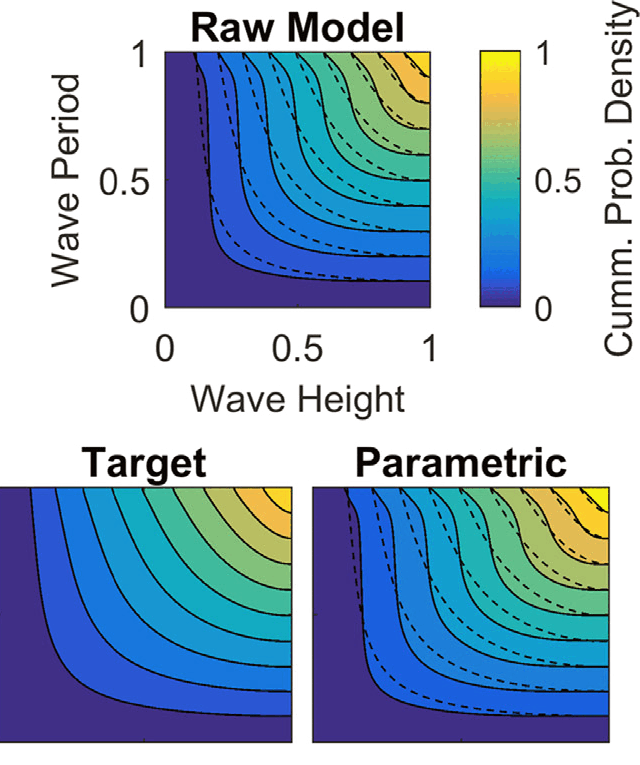 Raw Model
1
0.5
0
Wave Period
0
0.5
1
Wave Height
1
0.5
0
Cumm. Prob. Density
Target
Parametric